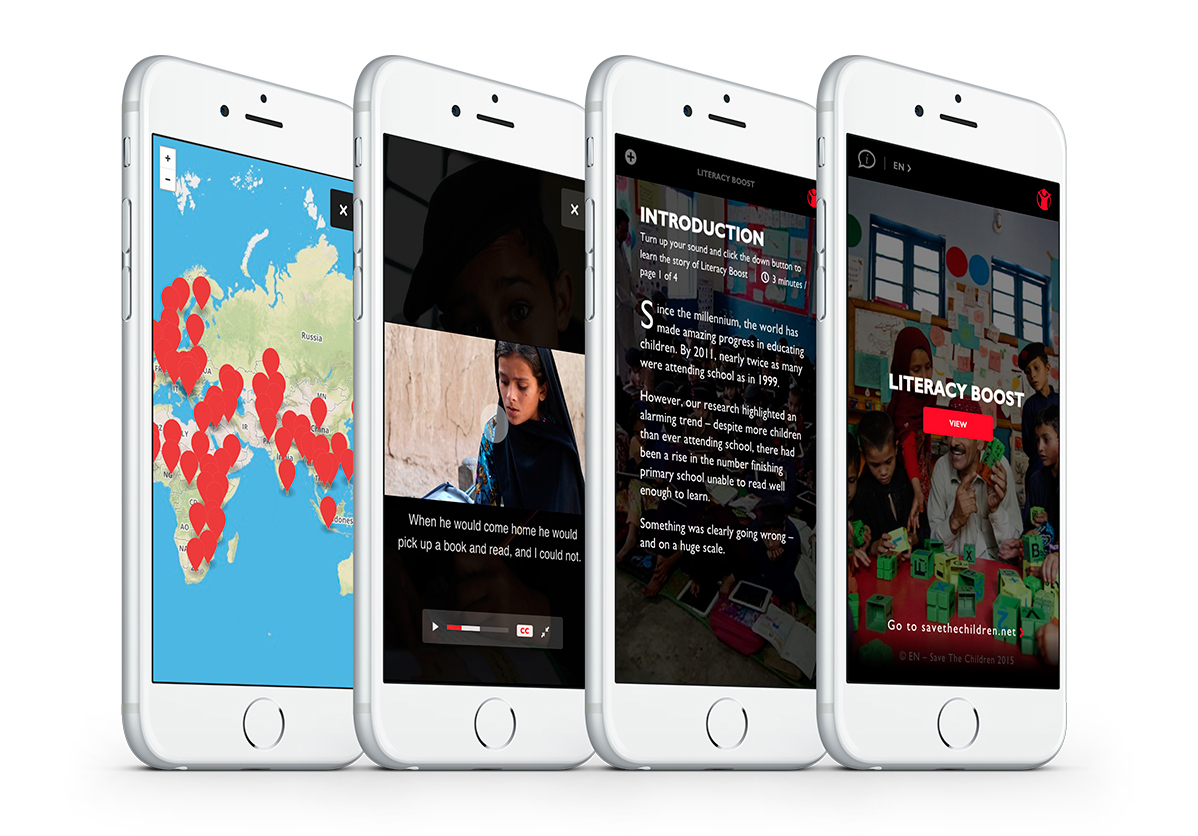 +
−
X
Russia
MN
China
IR
India
NG
AO
NA
Indones
X
When he would come home he would
pick up a book and read, and I could not.
CC
LITERACY BOOST
INTRODUCTION
Turn up your sound and click the down button to
learn the story of Literacy Boost 3 minutes /
page 1 of 4
Since the millennium, the world has
made amazing progress in educating
children. By 2011, nearly twice as many
were attending school as in 1999.
However, our research highlighted an
alarming trend – despite more children
than ever attending school, there had
been a rise in the number finishing
primary school unable to read well
enough to learn.
Something was clearly going wrong –
and on a huge scale.
i | EN >
LITERACY BOOST
VIEW
X
B
Go to savethechildren.net >
© EN – Save The Children 2015